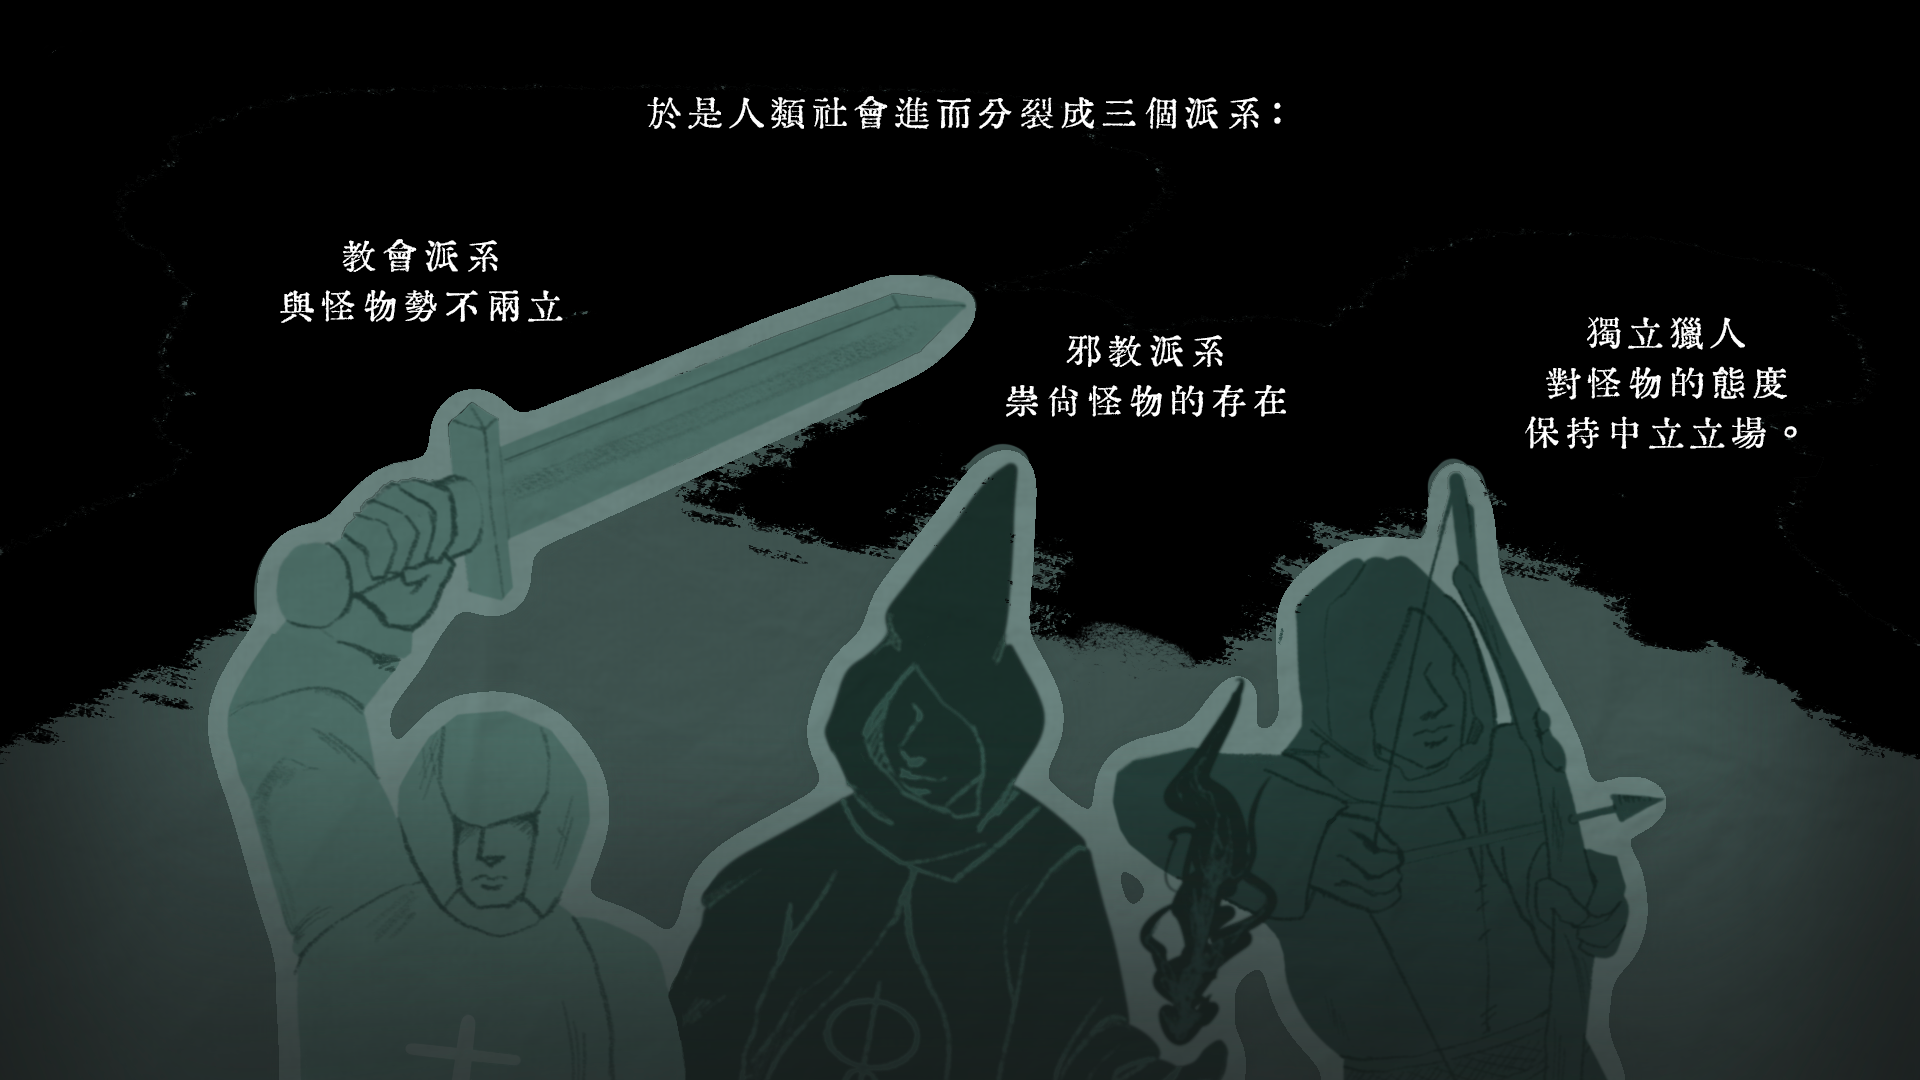 於是人類社會進而分裂成三個派系：
教會派系
與怪物勢不兩立
邪教派系
崇尚怪物的存在
獨立獵人
對怪物的態度
保持中立立場。